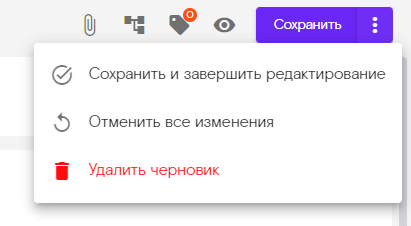 0
Сохранить
Сохранить и завершить редактирование
Отменить все изменения
Удалить черновик